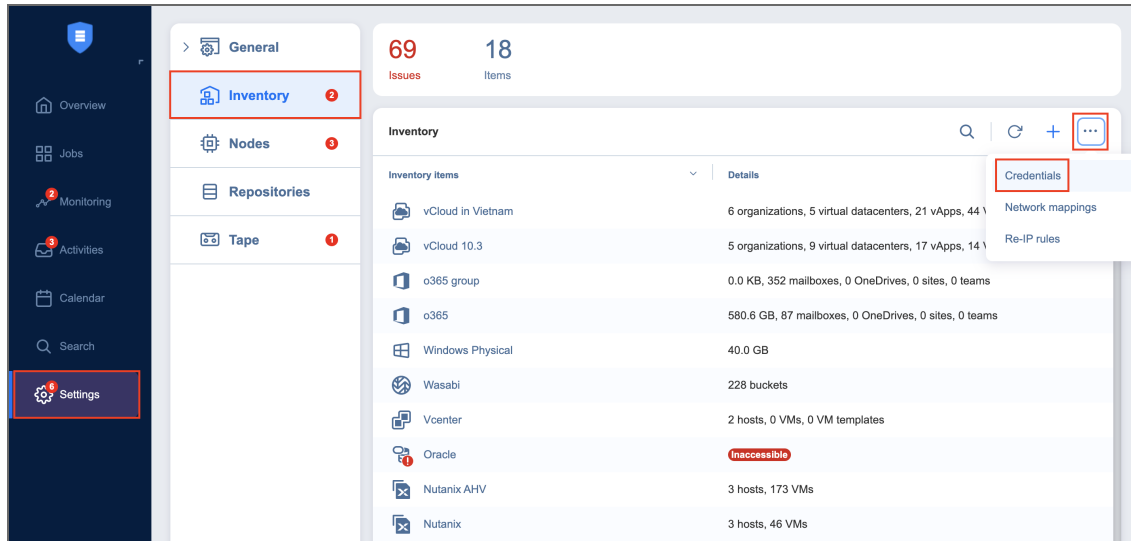 Overview
Jobs
2
Monitoring
3
Activities
Calendar
Search
6
Settings
General
Inventory 2
Nodes 3
Repositories
Tape 1
69 18
Issues Items
Inventory
Inventory items Details
vCloud in Vietnam 6 organizations, 5 virtual datacenters, 21 vApps, 44
vCloud 10.3 5 organizations, 9 virtual datacenters, 17 vApps, 14
o365 group 0.0 KB, 352 mailboxes, 0 OneDrives, 0 sites, 0 teams
o365 580.6 GB, 87 mailboxes, 0 OneDrives, 0 sites, 0 teams
Windows Physical 40.0 GB
Wasabi 228 buckets
Vcenter 2 hosts, 0 VMs, 0 VM templates
Oracle Inaccessible
Nutanix AHV 3 hosts, 173 VMs
Nutanix 3 hosts, 46 VMs
Credentials
Network mappings
Re-IP rules